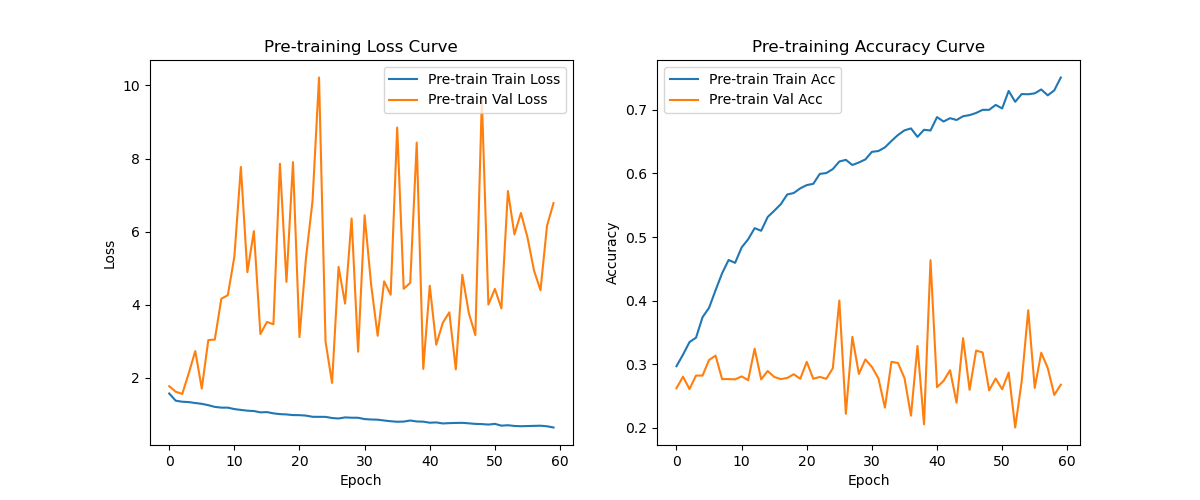 Pre-training Loss Curve
Pre-train Train Loss
Pre-train Val Loss
10
8
6
4
2
Loss
0
10
20
30
40
50
60
Epoch
Pre-training Accuracy Curve
Pre-train Train Acc
Pre-train Val Acc
0.7
0.6
0.5
0.4
0.3
0.2
Accuracy
0
10
20
30
40
50
60
Epoch